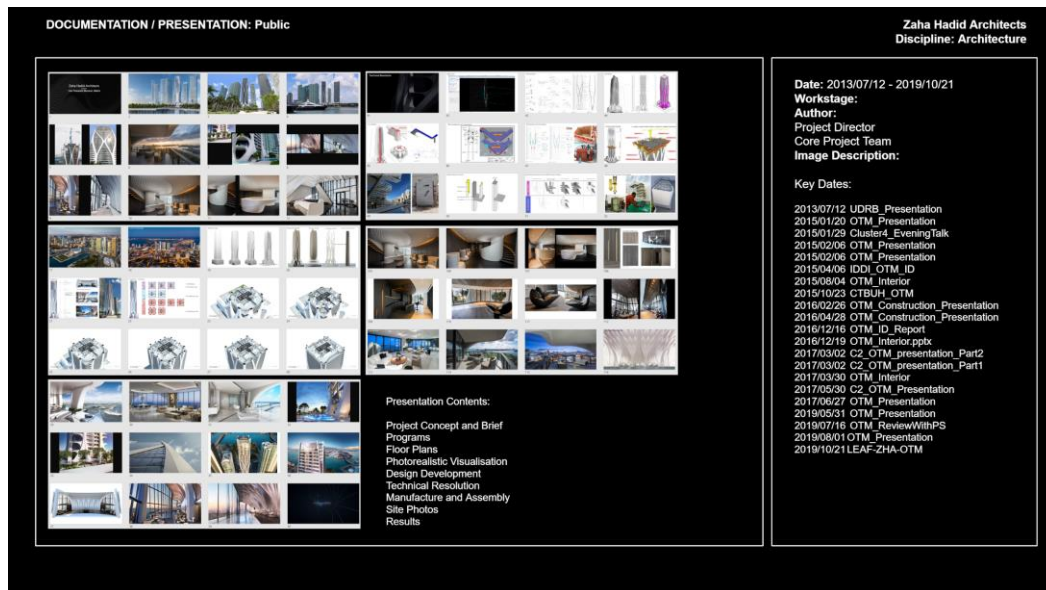 DOCUMENTATION / PRESENTATION: Public
Zaha Hadid Architects
Discipline: Architecture
Zaha Hadid Architects
Presentation Contents:
Project Concept and Brief
Programs
Floor Plans
Photorealistic Visualisation
Design Development
Technical Resolution
Manufacture and Assembly
Site Photos
Results
Date: 2013/07/12 - 2019/10/21
Workstage:
Author:
Project Director
Core Project Team
Image Description:
Key Dates:
2013/07/12 UDRB_Presentation
2015/01/20 OTM_Presentation
2015/01/29 Cluster4_EveningTalk
2015/02/06 OTM_Presentation
2015/02/06 OTM_Presentation
2015/04/06 IDDI_OTM_ID
2015/08/04 OTM_Interior
2015/10/23 CTBUH_OTM
2016/02/26 OTM_Construction_Presentation
2016/04/28 OTM_Construction_Presentation
2016/12/16 OTM_ID_Report
2016/12/19 OTM_Interior.pptx
2017/03/02 C2_OTM_presentation_Part2
2017/03/02 C2_OTM_presentation_Part1
2017/03/30 OTM_Interior
2017/05/30 C2_OTM_Presentation
2017/06/27 OTM_Presentation
2019/05/31 OTM_Presentation
2019/07/16 OTM_ReviewWithPS
2019/08/01 OTM_Presentation
2019/10/21 LEAF-ZHA-OTM